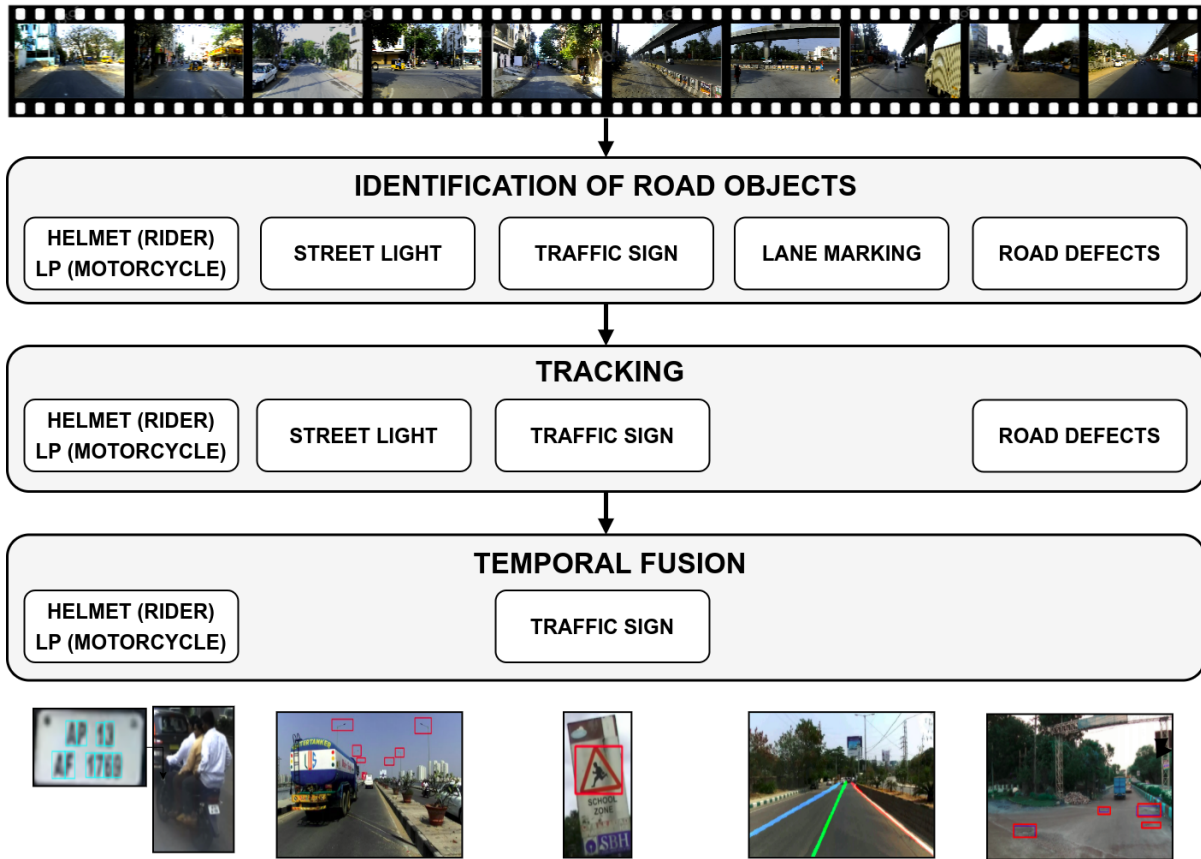 IDENTIFICATION OF ROAD OBJECTS
HELMET (RIDER)
LP (MOTORCYCLE)
STREET LIGHT
TRAFFIC SIGN
LANE MARKING
ROAD DEFECTS
TRACKING
HELMET (RIDER)
LP (MOTORCYCLE)
STREET LIGHT
TRAFFIC SIGN
ROAD DEFECTS
TEMPORAL FUSION
HELMET (RIDER)
LP (MOTORCYCLE)
TRAFFIC SIGN
AP 13
AF 1769
SCHOOL
ZONE
SBH